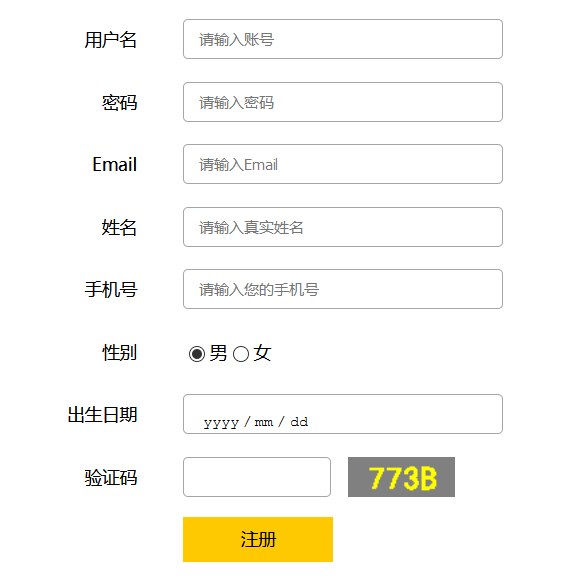 用户名 请输入账号
密码 请输入密码
Email 请输入Email
姓名 请输入真实姓名
手机号 请输入您的手机号
性别 男 女
出生日期 yyyy / mm / dd
验证码 773B
注册